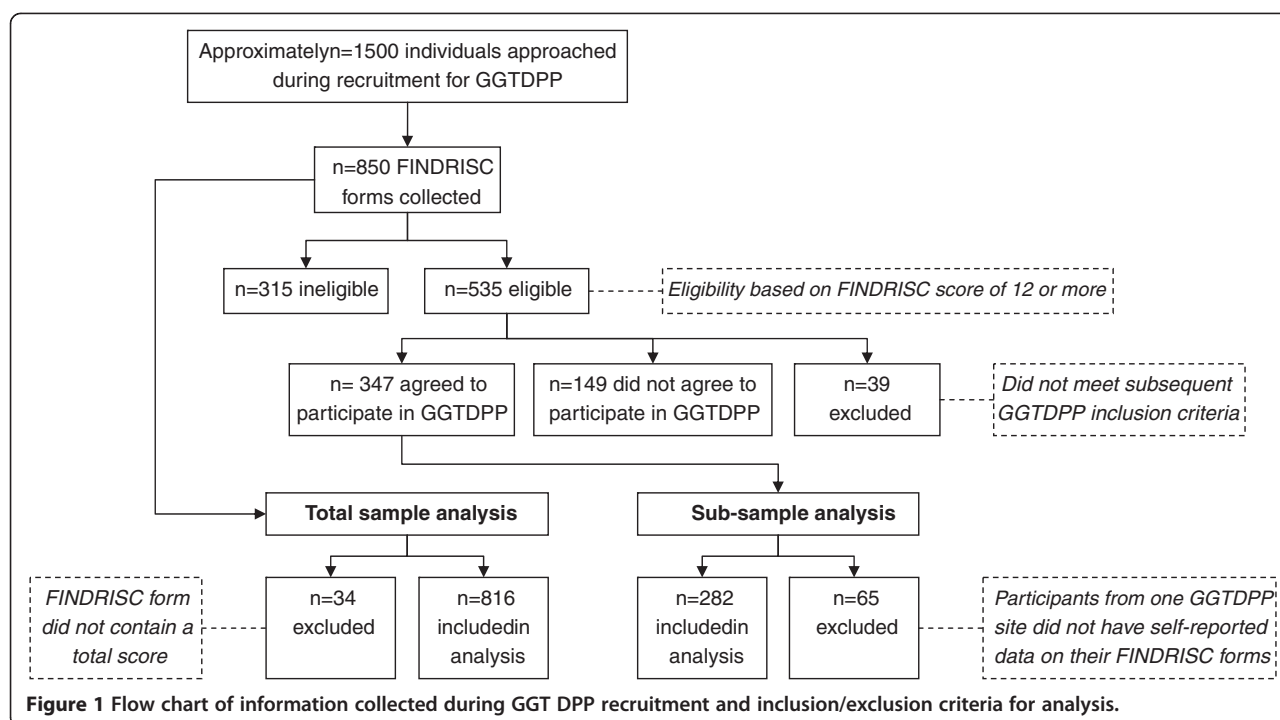 Approximatelyn=1500 individuals approached
during recruitment for GGTDPP
n=850 FINDRISC
forms collected
n=315 ineligible
n=535 eligible
Eligibility based on FINDRISC score of 12 or more
n= 347 agreed to
participate in GGTDPP
n=149 did not agree to
participate in GGTDPP
n=39
excluded
Did not meet subsequent
GGTDPP inclusion criteria
Total sample analysis
Sub-sample analysis
FINDRISC form
did not contain a
total score
n=34
excluded
n=816
includedin
analysis
n=282
includedin
analysis
n=65
excluded
Participants from one GGTDPP
site did not have self-reported
data on their FINDRISC forms
Figure 1 Flow chart of information collected during GGT DPP recruitment and inclusion/exclusion criteria for analysis.